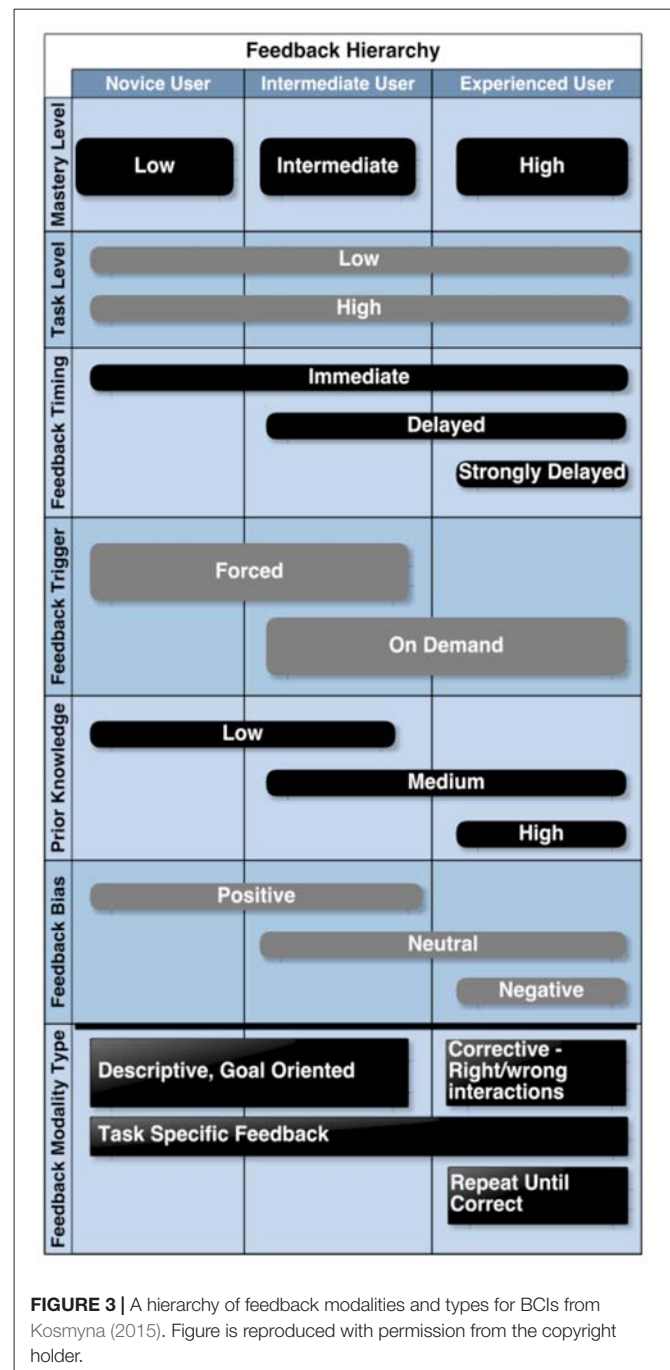 Feedback Hierarchy
Novice User
Intermediate User
Experienced User
Mastery Level
Low
Intermediate
High
Task Level
Low
High
Feedback Timing
Immediate
Delayed
Strongly Delayed
Feedback Trigger
Forced
On Demand
Prior Knowledge
Low
Medium
High
Feedback Bias
Positive
Neutral
Negative
Feedback Modality Type
Descriptive, Goal Oriented
Corrective -
Right/wrong
interactions
Task Specific Feedback
Repeat Until
Correct
FIGURE 3 | A hierarchy of feedback modalities and types for BCIs from
Kosmyna (2015). Figure is reproduced with permission from the copyright
holder.